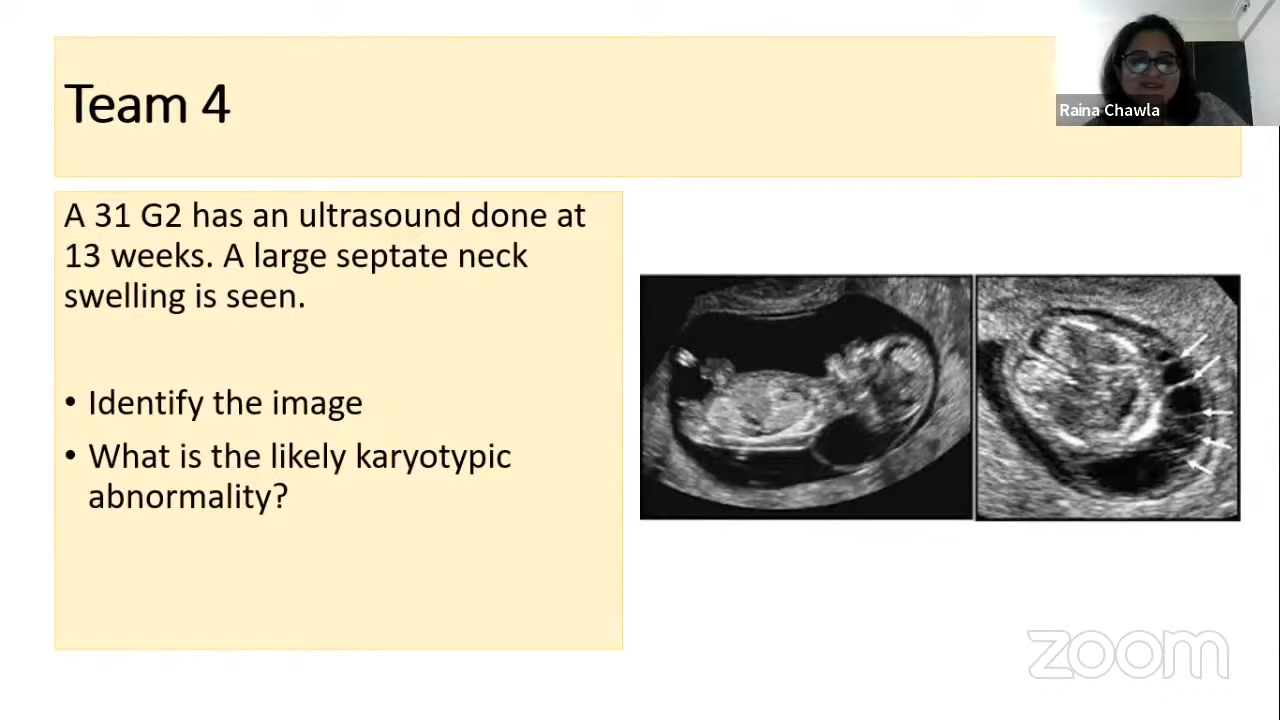 Team 4
Raina Chawla
A 31 G2 has an ultrasound done at
13 weeks. A large septate neck
swelling is seen.
• Identify the image
• What is the likely karyotypic
abnormality?
zoom